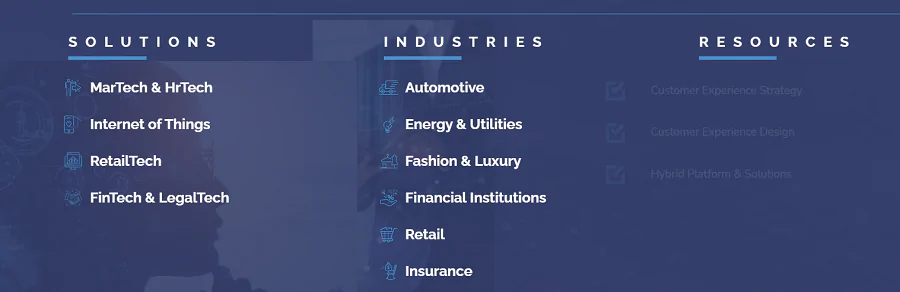 SOLUTIONS
MarTech & HrTech
Internet of Things
RetailTech
FinTech & LegalTech
INDUSTRIES
Automotive
Energy & Utilities
Fashion & Luxury
Financial Institutions
Retail
Insurance
RESOURCES
Customer Experience Strategy
Customer Experience Design
Hybrid Platform & Solutions